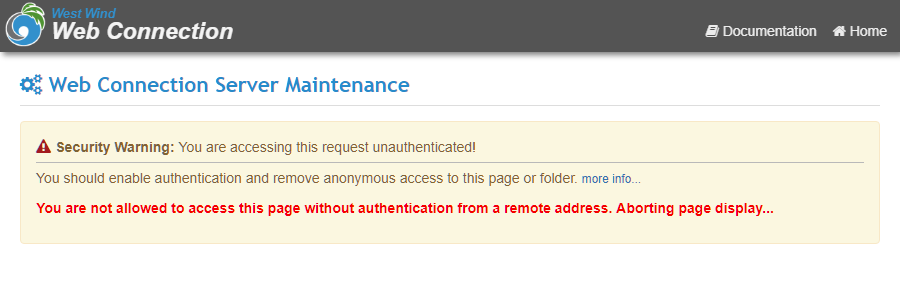 West Wind
Web Connection
Documentation Home
Web Connection Server Maintenance
Security Warning: You are accessing this request unauthenticated!
You should enable authentication and remove anonymous access to this page or folder. more info...
You are not allowed to access this page without authentication from a remote address. Aborting page display...